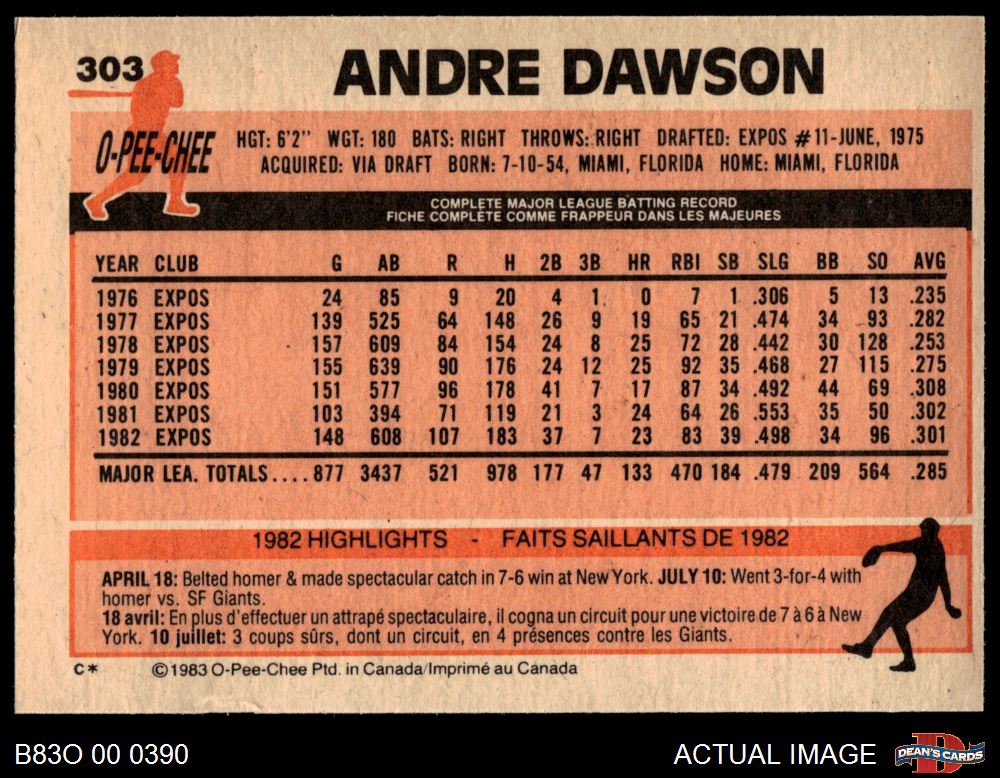 303
ANDRE DAWSON
O-PEE-CHEE
HGT: 6'2" WGT: 180 BATS: RIGHT THROWS: RIGHT DRAFTED: EXPOS #11-JUNE, 1975
ACQUIRED: VIA DRAFT BORN: 7-10-54, MIAMI, FLORIDA HOME: MIAMI, FLORIDA
COMPLETE MAJOR LEAGUE BATTING RECORD
FICHE COMPLÈTE COMME FRAPPEUR DANS LES MAJEURES
YEAR CLUB G AB R H 2B 3B HR RBI SB SLG BB SO AVG
1976 EXPOS 24 85 9 20 4 1 0 7 1 .306 5 13 .235
1977 EXPOS 139 525 64 148 26 9 19 65 21 .474 34 93 .282
1978 EXPOS 157 609 84 154 24 8 25 72 28 .442 30 128 .253
1979 EXPOS 155 639 90 176 24 12 25 92 35 .468 27 115 .275
1980 EXPOS 151 577 96 178 41 7 17 87 34 .492 44 69 .308
1981 EXPOS 103 394 71 119 21 3 24 64 26 .553 35 50 .302
1982 EXPOS 148 608 107 183 37 7 23 83 39 .498 34 96 .301
MAJOR LEA. TOTALS....877 3437 521 978 177 47 133 470 184 .479 209 564 .285
1982 HIGHLIGHTS - FAITS SAILLANTS DE 1982
APRIL 18: Belted homer & made spectacular catch in 7-6 win at New York. JULY 10: Went 3-for-4 with
homer vs. SF Giants.
18 avril: En plus d'effectuer un attrapé spectaculaire, il cogna un circuit pour une victoire de 7 à 6 à New
York. 10 juillet: 3 coups sûrs, dont un circuit, en 4 présences contre les Giants.
C* ©1983 O-Pee-Chee Ptd. in Canada/Imprimé au Canada
B83O 00 0390
ACTUAL IMAGE
D
DEAN'S CARDS